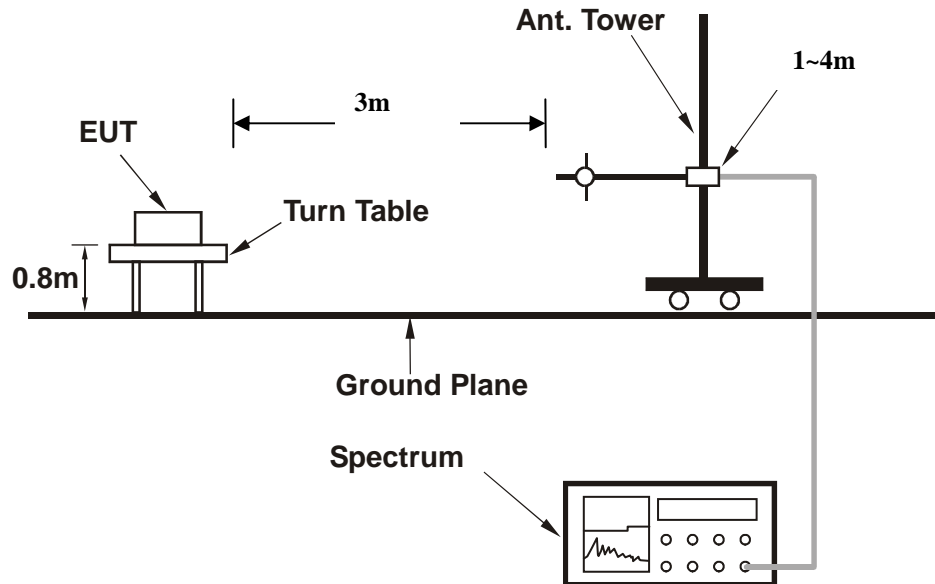 Ant. Tower
1~4m
3m
EUT
Turn Table
0.8m
Ground Plane
Spectrum